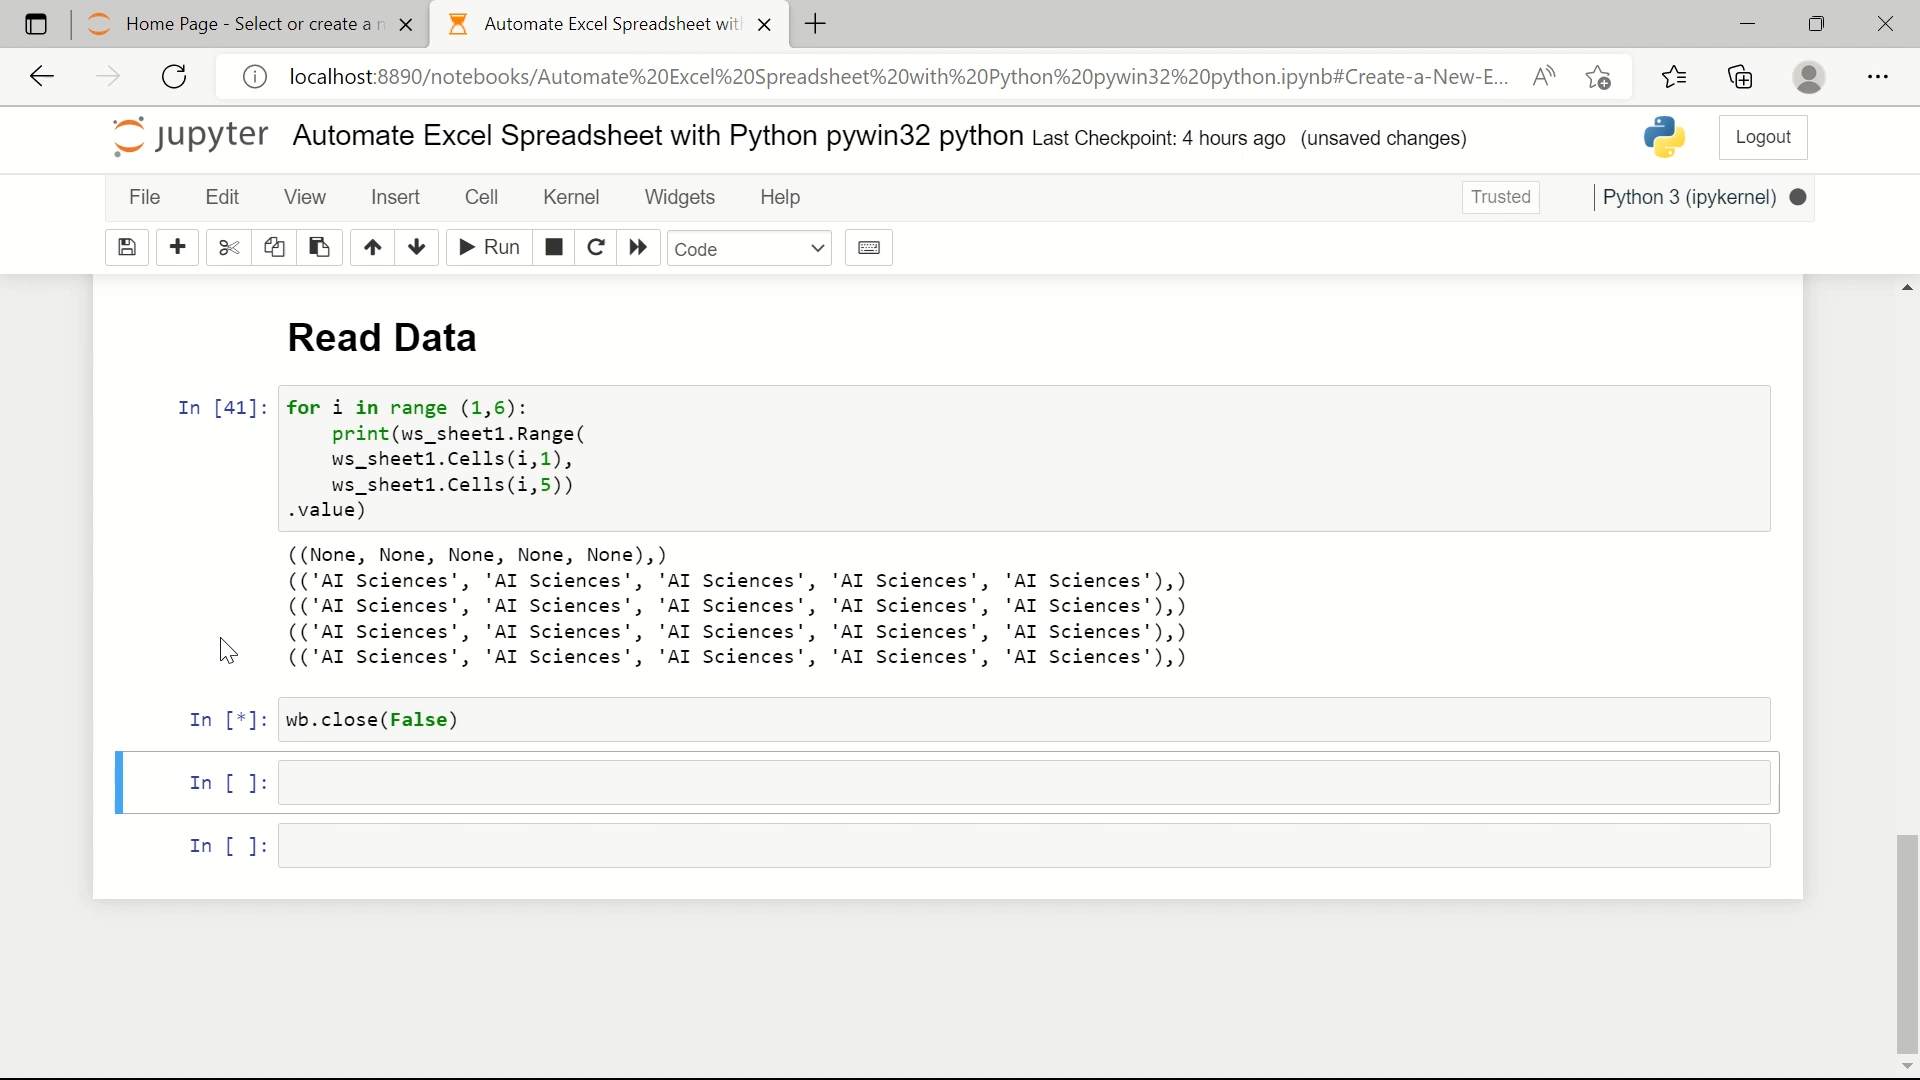 Home Page - Select or create a n
Automate Excel Spreadsheet wit
localhost:8890/notebooks/Automate%20Excel%20Spreadsheet%20with%20Python%20pywin32%20python.ipynb#Create-a-New-E...
jupyter Automate Excel Spreadsheet with Python pywin32 python Last Checkpoint: 4 hours ago (unsaved changes) Logout
File Edit View Insert Cell Kernel Widgets Help Trusted Python 3 (ipykernel)
Run Code
Read Data
In [41]: for i in range (1,6):
print(ws_sheet1.Range(
ws_sheet1.Cells(i,1),
ws_sheet1.Cells(i,5))
.value)
((None, None, None, None, None),)
(('AI Sciences', 'AI Sciences', 'AI Sciences', 'AI Sciences', 'AI Sciences'),)
(('AI Sciences', 'AI Sciences', 'AI Sciences', 'AI Sciences', 'AI Sciences'),)
(('AI Sciences', 'AI Sciences', 'AI Sciences', 'AI Sciences', 'AI Sciences'),)
(('AI Sciences', 'AI Sciences', 'AI Sciences', 'AI Sciences', 'AI Sciences'),)
In [*]: wb.close(False)
In [ ]:
In [ ]: